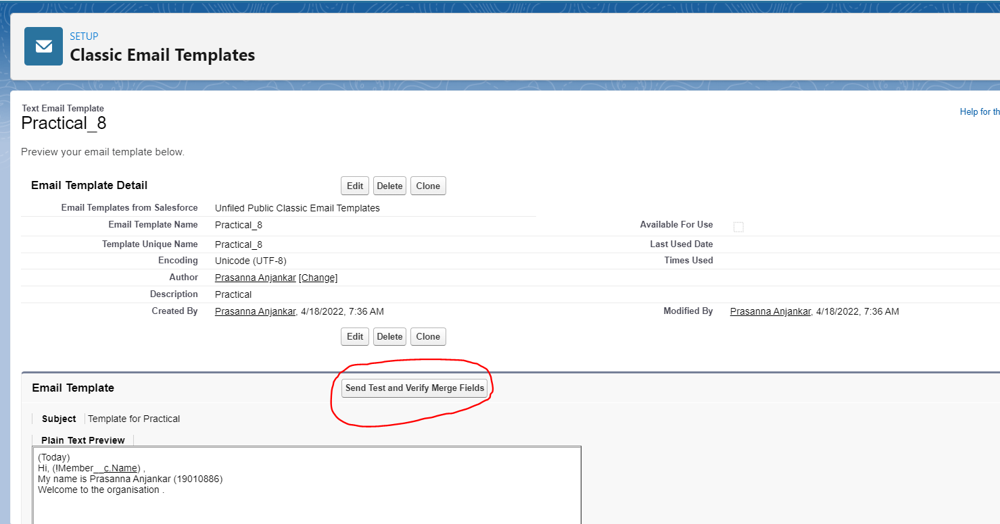 SETUP
Classic Email Templates
Text Email Template
Practical_8
Help for th
Preview your email template below.
Email Template Detail
Edit Delete Clone
Email Templates from Salesforce Unfiled Public Classic Email Templates
Email Template Name Practical_8 Available For Use
Template Unique Name Practical_8 Last Used Date
Encoding Unicode (UTF-8) Times Used
Author Prasanna Anjankar [Change]
Description Practical
Created By Prasanna Anjankar, 4/18/2022, 7:36 AM Modified By Prasanna Anjankar, 4/18/2022, 7:36 AM
Edit Delete Clone
Email Template Send Test and Verify Merge Fields
Subject Template for Practical
Plain Text Preview
(Today)
Hi, (!Member__c.Name) ,
My name is Prasanna Anjankar (19010886)
Welcome to the organisation .